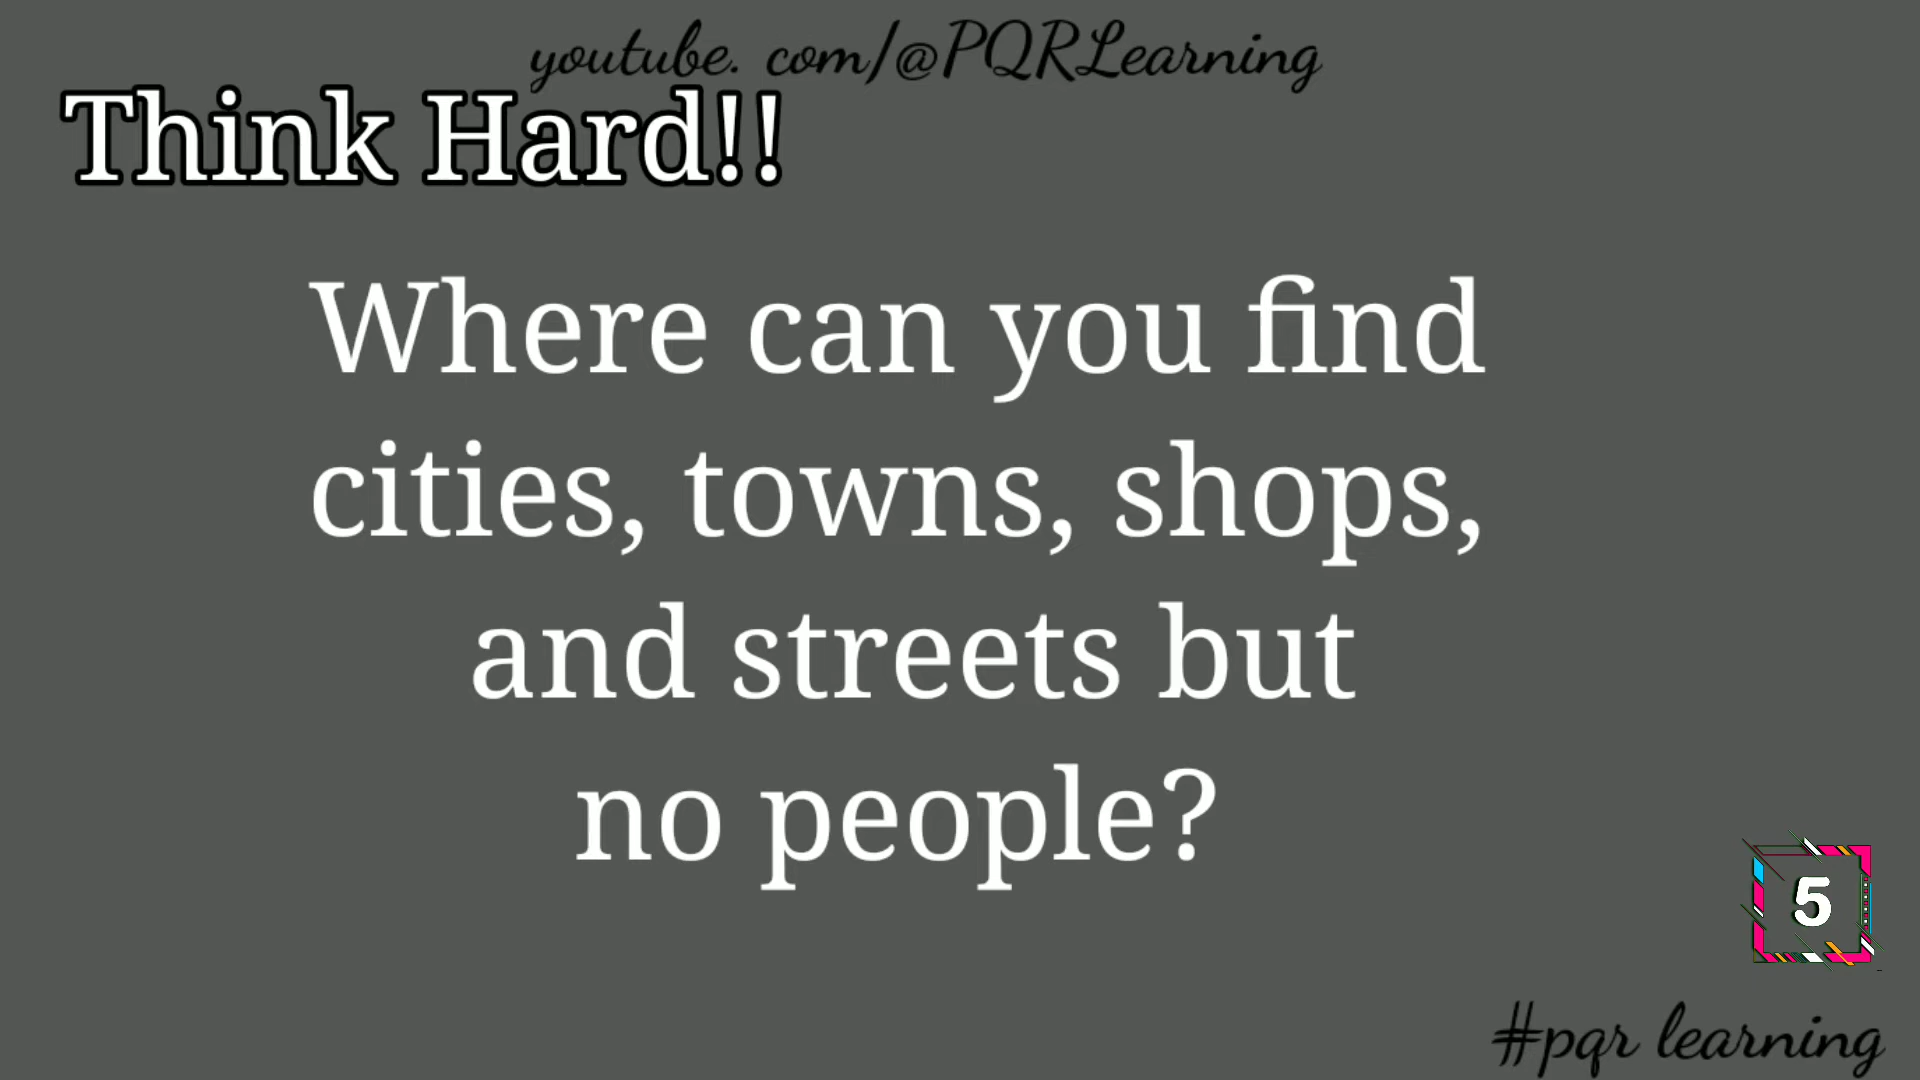 youtube. com/@PQRLearning
Think Hard!!
Where can you find
cities, towns, shops,
and streets but
no people?
5
#pqr learning